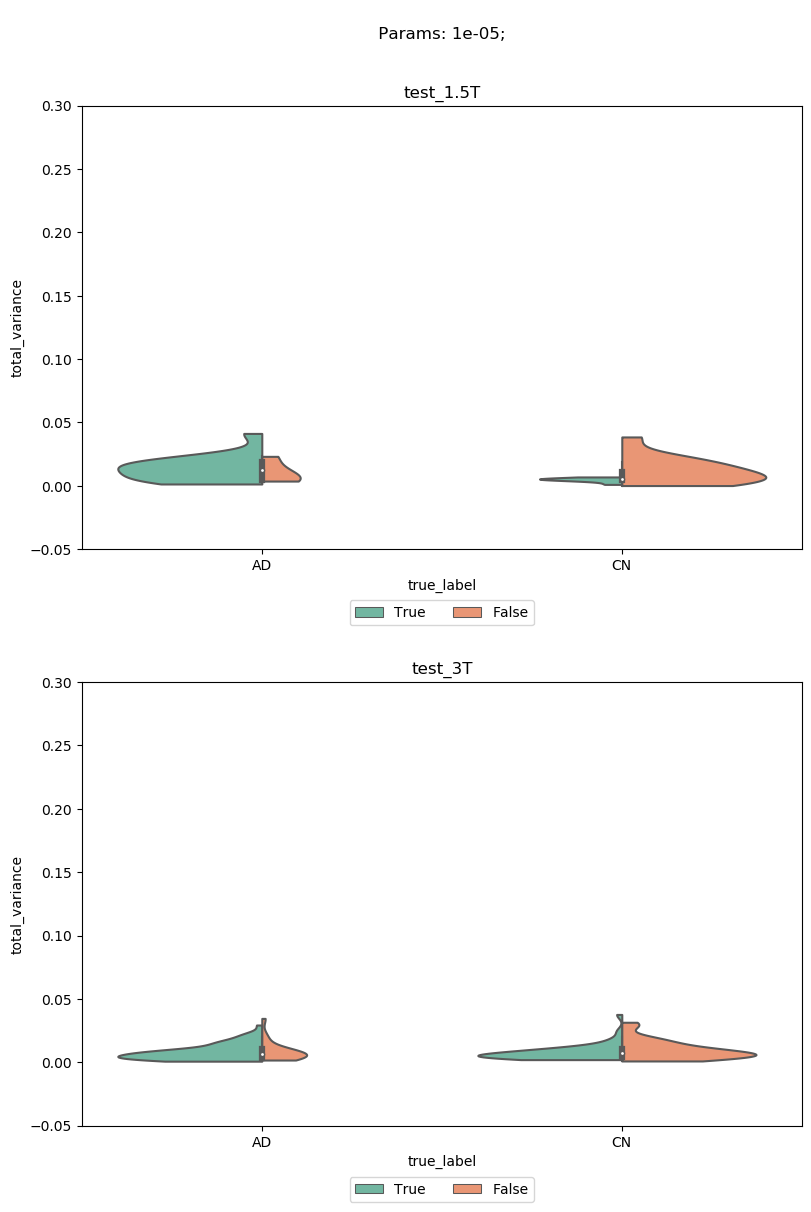 Params: 1e-05;
test_1.5T
0.30
0.25
0.20
0.15
0.10
0.05
0.00
−0.05
total_variance
AD CN
true_label
True False
test_3T
0.30
0.25
0.20
0.15
0.10
0.05
0.00
−0.05
total_variance
AD CN
true_label
True False